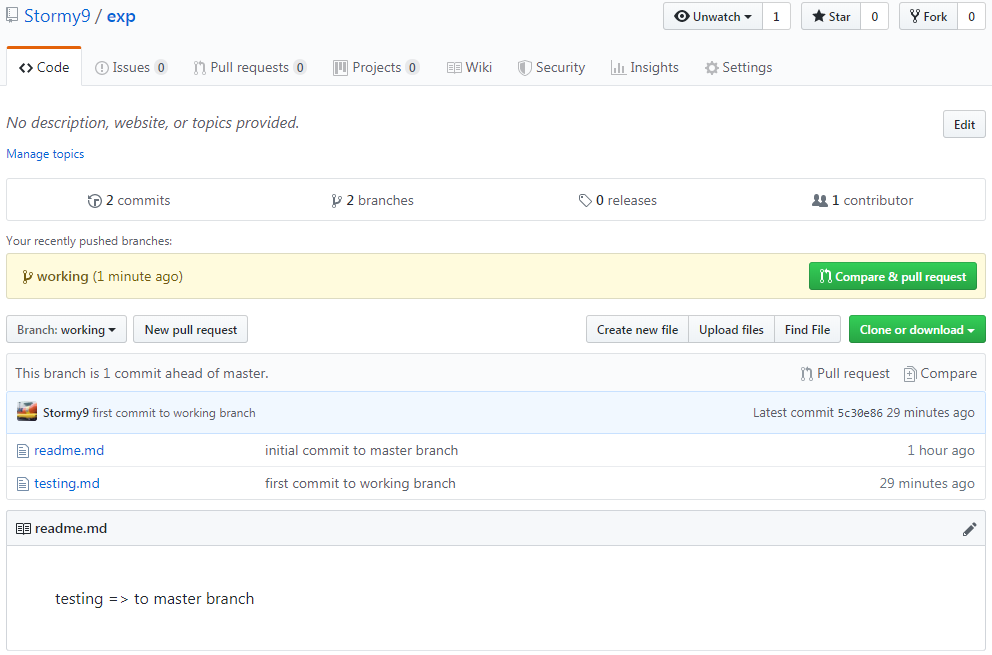 Stormy9 / exp
Unwatch 1 Star 0 Fork 0
Code Issues 0 Pull requests 0 Projects 0 Wiki Security Insights Settings
No description, website, or topics provided.
Edit
Manage topics
2 commits 2 branches 0 releases 1 contributor
Your recently pushed branches:
working (1 minute ago) Compare & pull request
Branch: working New pull request Create new file Upload files Find File Clone or download
This branch is 1 commit ahead of master. Pull request Compare
Stormy9 first commit to working branch Latest commit 5c30e86 29 minutes ago
readme.md initial commit to master branch 1 hour ago
testing.md first commit to working branch 29 minutes ago
readme.md
testing => to master branch